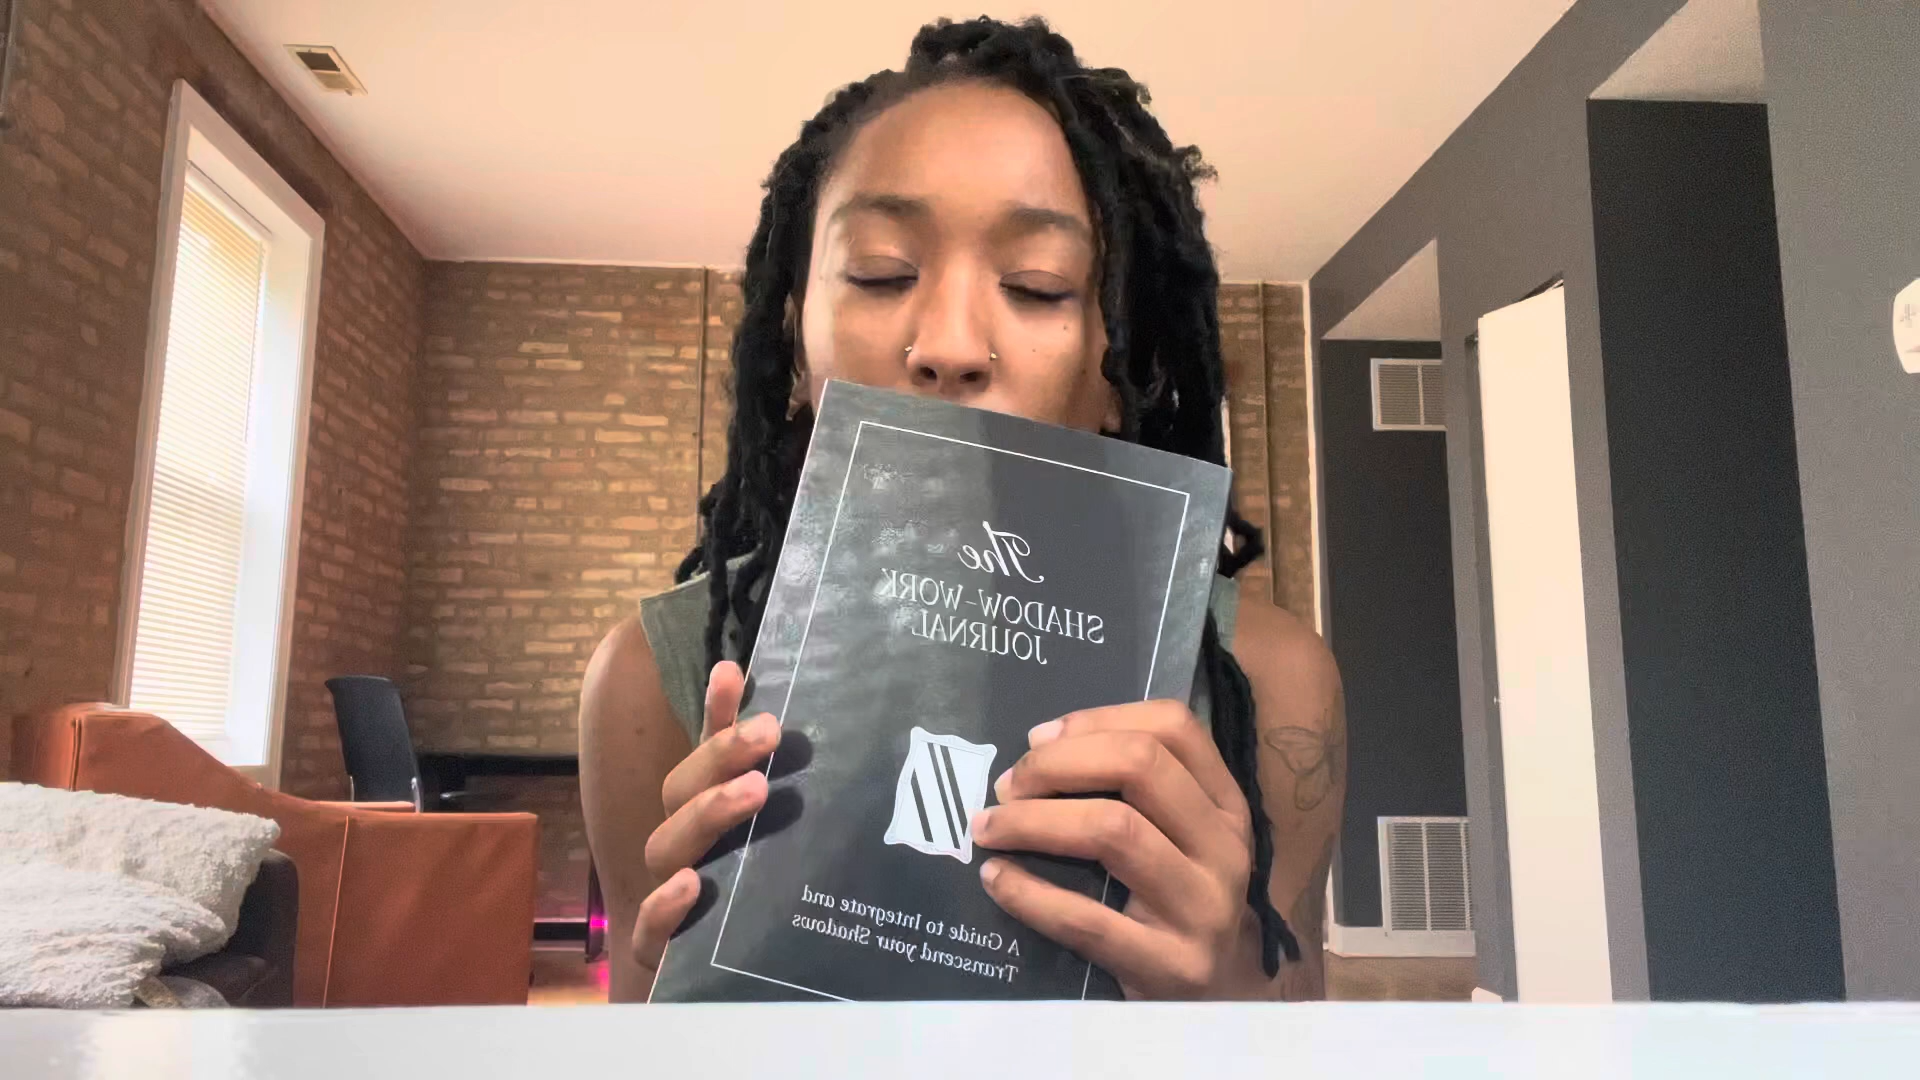 The
SHADOW-WORK
JOURNAL
A Guide to Integrate and
Transcend your Shadows